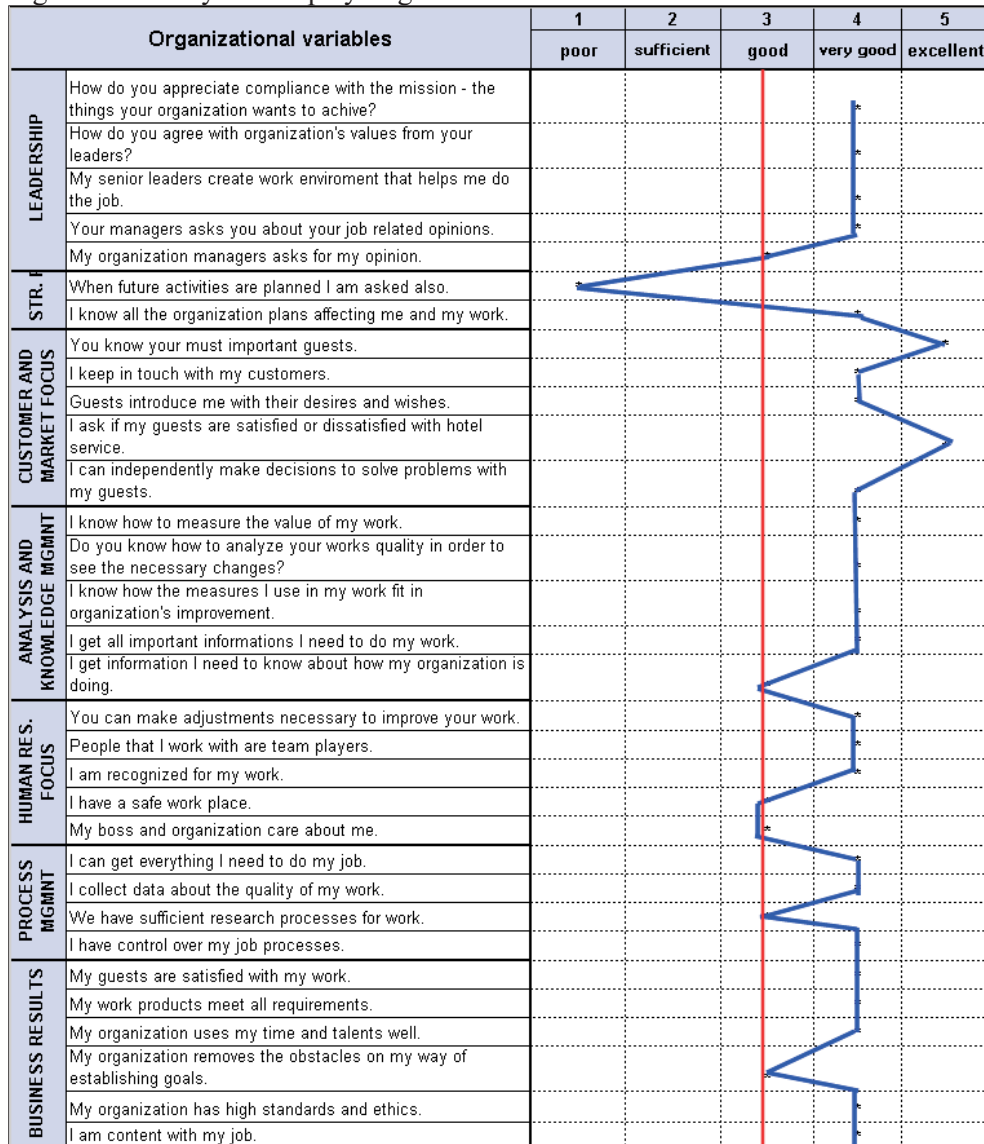 Organizational variables
1
2
3
4
5
poor
sufficient
good
very good
excellent
LEADERSHIP
How do you appreciate compliance with the mission - the
things your organization wants to achive?
How do you agree with organization's values from your
leaders?
My senior leaders create work enviroment that helps me do
the job.
Your managers asks you about your job related opinions.
My organization managers asks for my opinion.
STR.
When future activities are planned I am asked also.
I know all the organization plans affecting me and my work.
CUSTOMER AND
MARKET FOCUS
You know your must important guests.
I keep in touch with my customers.
Guests introduce me with their desires and wishes.
I ask if my guests are satisfied or dissatisfied with hotel
service.
I can independently make decisions to solve problems with
my guests.
ANALYSIS AND
KNOWLEDGE MGMNT
I know how to measure the value of my work.
Do you know how to analyze your works quality in order to
see the necessary changes?
I know how the measures I use in my work fit in
organization's improvement.
I get all important informations I need to do my work.
I get information I need to know about how my organization is
doing.
HUMAN RES.
FOCUS
You can make adjustments necessary to improve your work.
People that I work with are team players.
I am recognized for my work.
I have a safe work place.
My boss and organization care about me.
PROCESS
MGMNT
I can get everything I need to do my job.
I collect data about the quality of my work.
We have sufficient research processes for work.
I have control over my job processes.
BUSINESS RESULTS
My guests are satisfied with my work.
My work products meet all requirements.
My organization uses my time and talents well.
My organization removes the obstacles on my way of
establishing goals.
My organization has high standards and ethics.
I am content with my job.